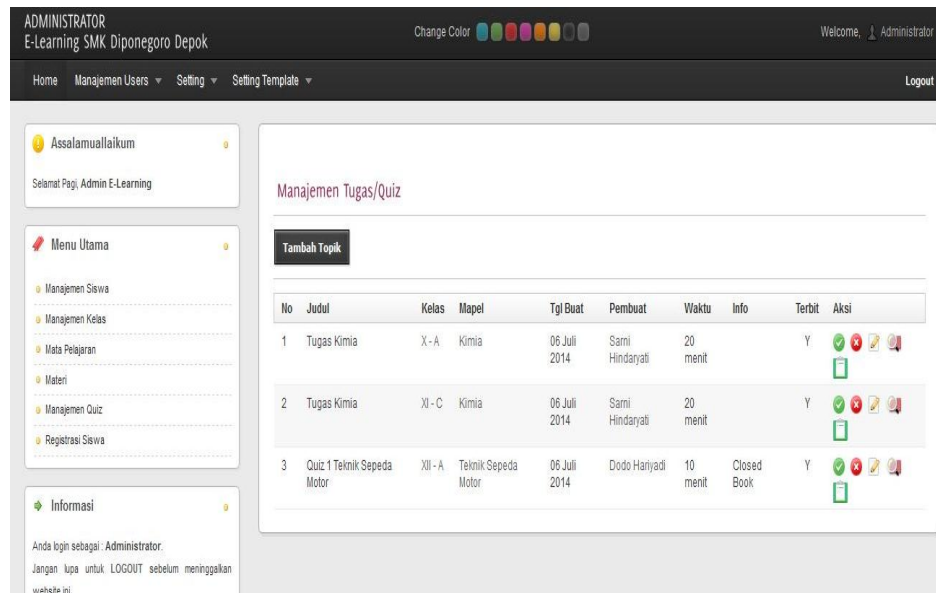 ADMINISTRATOR
E-Learning SMK Diponegoro Depok
Change Color
Welcome, Administrator
Home Manajemen Users Setting Setting Template Logout
Assalamuallaikum
Selamat Pagi, Admin E-Learning
Menu Utama
Manajemen Siswa
Manajemen Kelas
Mata Pelajaran
Materi
Manajemen Quiz
Registrasi Siswa
Informasi
Anda login sebagai : Administrator.
Jangan lupa untuk LOGOUT sebelum meninggalkan
website ini
Manajemen Tugas/Quiz
Tambah Topik
No Judul Kelas Mapel Tgl Buat Pembuat Waktu Info Terbit Aksi
1 Tugas Kimia X - A Kimia 06 Juli 2014 Sarni Hindaryati 20 menit Y
2 Tugas Kimia XI - C Kimia 06 Juli 2014 Sarni Hindaryati 20 menit Y
3 Quiz 1 Teknik Sepeda Motor XII - A Teknik Sepeda Motor 06 Juli 2014 Dodo Hariyadi 10 menit Closed Book Y